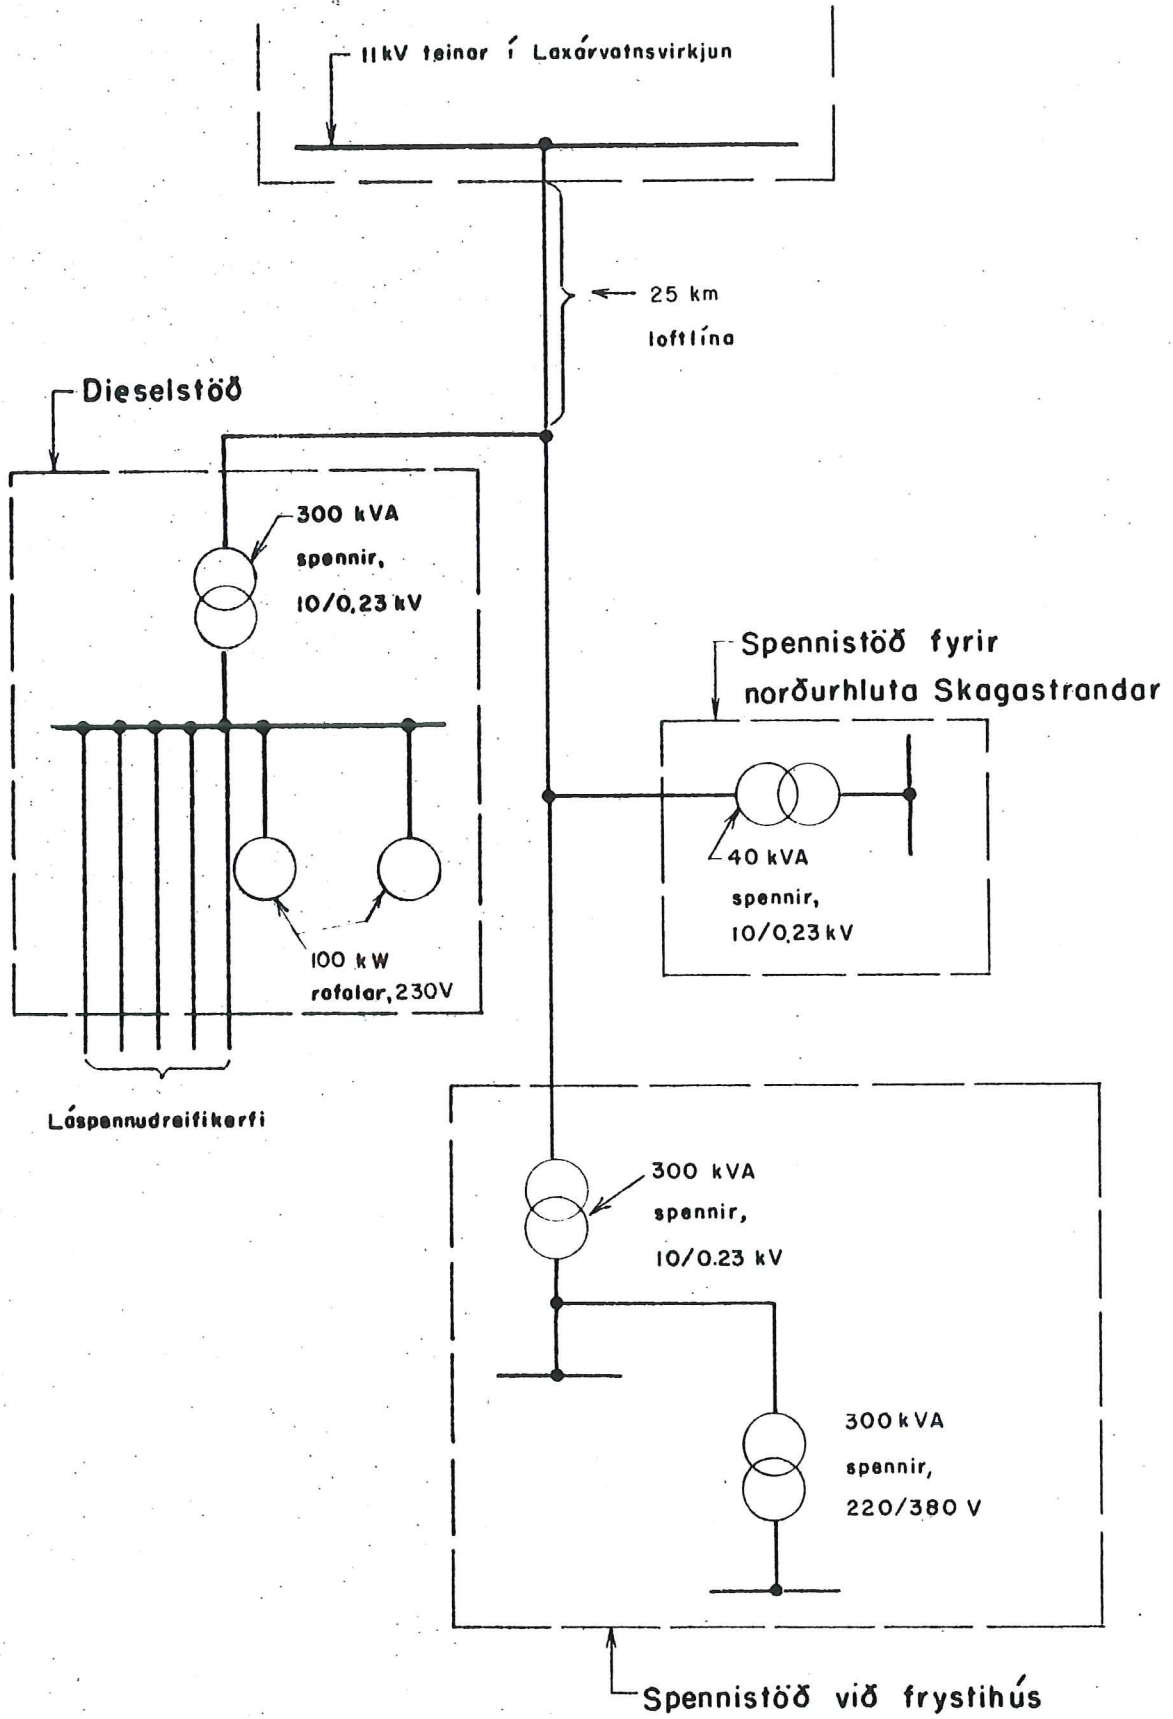 11kV teinar í Laxárvatnsvirkjun
25 km
loftlína
Dieselstöð
300 kVA
spennir,
10/0,23 kV
Spennistöð fyrir
norðurhluta Skagastrandar
40 kVA
spennir,
10/0,23 kV
100 kW
rafalar, 230V
Láspennudreifikerfi
300 kVA
spennir,
10/0.23 kV
300 kVA
spennir,
220/380 V
Spennistöð við frystihús